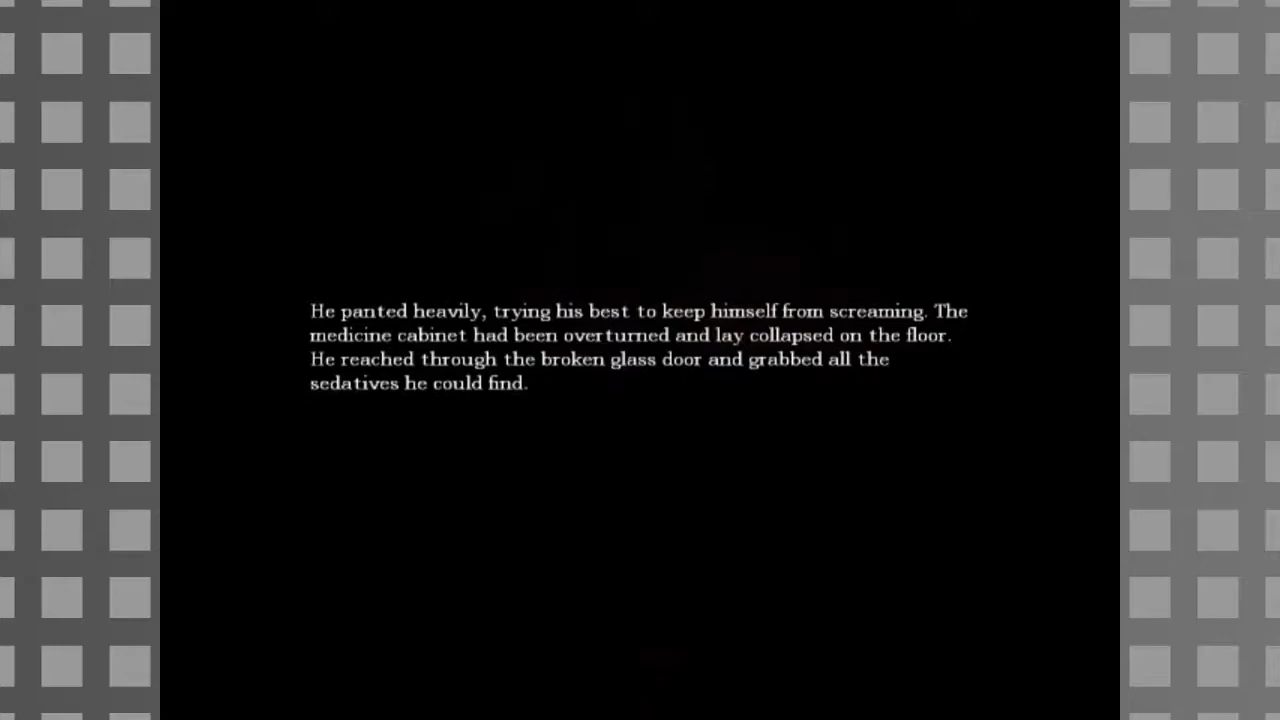 He panted heavily, trying his best to keep himself from screaming. The
medicine cabinet had been overturned and lay collapsed on the floor.
He reached through the broken glass door and grabbed all the
sedatives he could find.